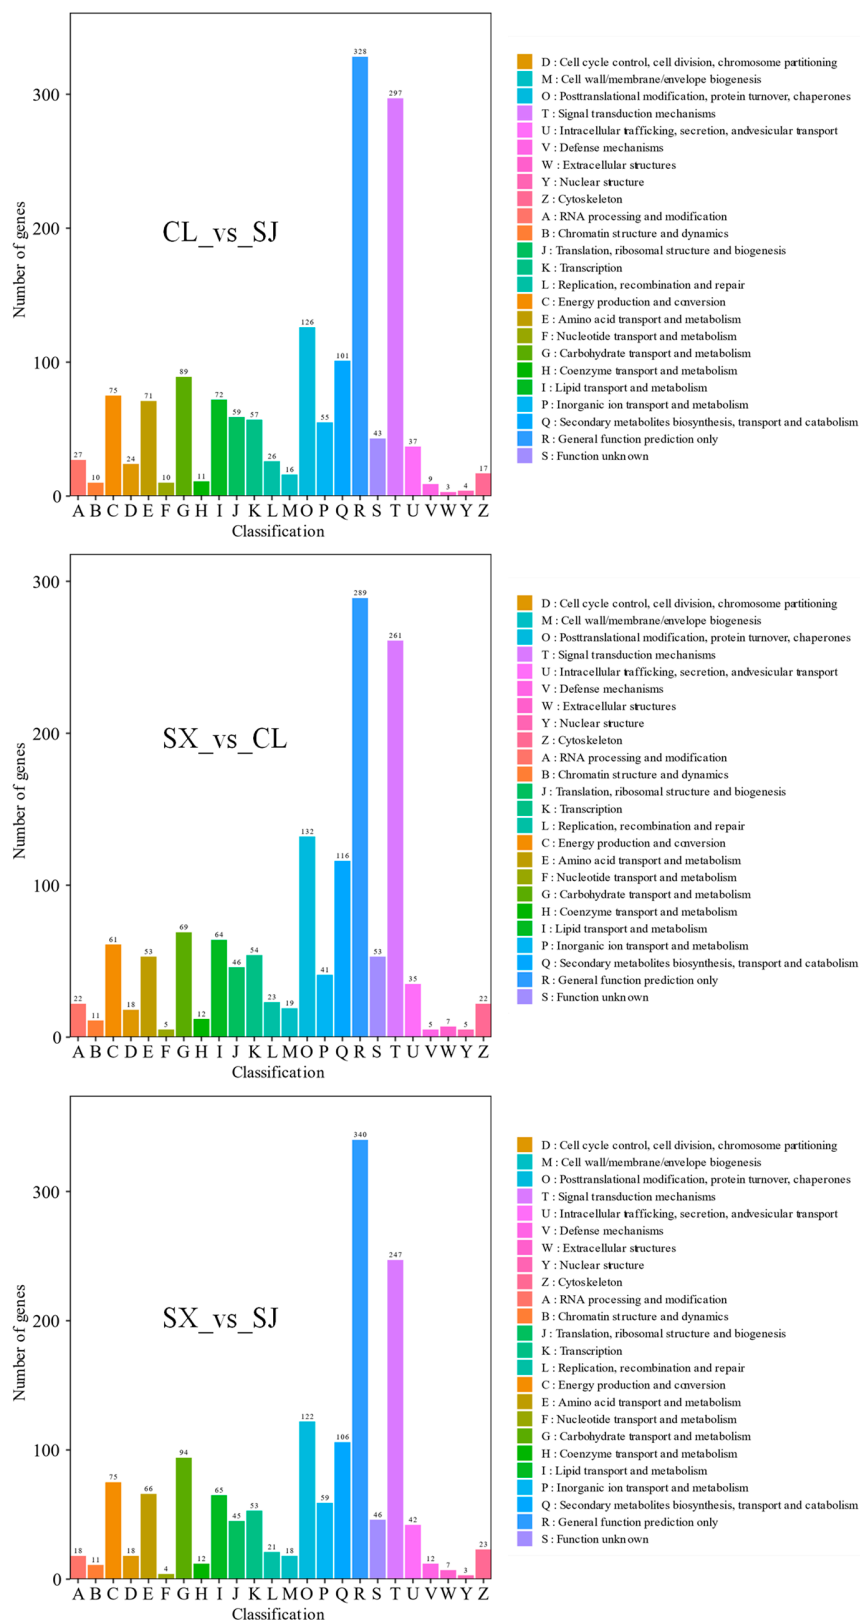 328
300
297
200
Number of genes
CL_vs_SJ
126
101
100
89
75
71
72
59
57
55
43
37
27
24
26
16
17
10
10
11
9
3
4
0
A B C D E F G H I J K L M O P Q R S T U V W Y Z
Classification
D : Cell cycle control, cell division, chromosome partitioning
M : Cell wall/membrane/envelope biogenesis
O : Posttranslational modification, protein turnover, chaperones
T : Signal transduction mechanisms
U : Intracellular trafficking, secretion, andvesicular transport
V : Defense mechanisms
W : Extracellular structures
Y : Nuclear structure
Z : Cytoskeleton
A : RNA processing and modification
B : Chromatin structure and dynamics
J : Translation, ribosomal structure and biogenesis
K : Transcription
L : Replication, recombination and repair
C : Energy production and conversion
E : Amino acid transport and metabolism
F : Nucleotide transport and metabolism
G : Carbohydrate transport and metabolism
H : Coenzyme transport and metabolism
I : Lipid transport and metabolism
P : Inorganic ion transport and metabolism
Q : Secondary metabolites biosynthesis, transport and catabolism
R : General function prediction only
S : Function unknown
300
289
261
200
Number of genes
SX_vs_CL
132
116
100
61
53
69
64
46
54
41
53
35
22
11
18
5
12
23
19
5
7
5
22
0
A B C D E F G H I J K L M O P Q R S T U V W Y Z
Classification
D : Cell cycle control, cell division, chromosome partitioning
M : Cell wall/membrane/envelope biogenesis
O : Posttranslational modification, protein turnover, chaperones
T : Signal transduction mechanisms
U : Intracellular trafficking, secretion, andvesicular transport
V : Defense mechanisms
W : Extracellular structures
Y : Nuclear structure
Z : Cytoskeleton
A : RNA processing and modification
B : Chromatin structure and dynamics
J : Translation, ribosomal structure and biogenesis
K : Transcription
L : Replication, recombination and repair
C : Energy production and conversion
E : Amino acid transport and metabolism
F : Nucleotide transport and metabolism
G : Carbohydrate transport and metabolism
H : Coenzyme transport and metabolism
I : Lipid transport and metabolism
P : Inorganic ion transport and metabolism
Q : Secondary metabolites biosynthesis, transport and catabolism
R : General function prediction only
S : Function unknown
340
300
247
200
Number of genes
SX_vs_SJ
122
106
100
94
75
66
65
45
53
59
46
42
18
11
18
4
12
21
18
12
7
3
23
0
A B C D E F G H I J K L M O P Q R S T U V W Y Z
Classification
D : Cell cycle control, cell division, chromosome partitioning
M : Cell wall/membrane/envelope biogenesis
O : Posttranslational modification, protein turnover, chaperones
T : Signal transduction mechanisms
U : Intracellular trafficking, secretion, andvesicular transport
V : Defense mechanisms
W : Extracellular structures
Y : Nuclear structure
Z : Cytoskeleton
A : RNA processing and modification
B : Chromatin structure and dynamics
J : Translation, ribosomal structure and biogenesis
K : Transcription
L : Replication, recombination and repair
C : Energy production and conversion
E : Amino acid transport and metabolism
F : Nucleotide transport and metabolism
G : Carbohydrate transport and metabolism
H : Coenzyme transport and metabolism
I : Lipid transport and metabolism
P : Inorganic ion transport and metabolism
Q : Secondary metabolites biosynthesis, transport and catabolism
R : General function prediction only
S : Function unknown